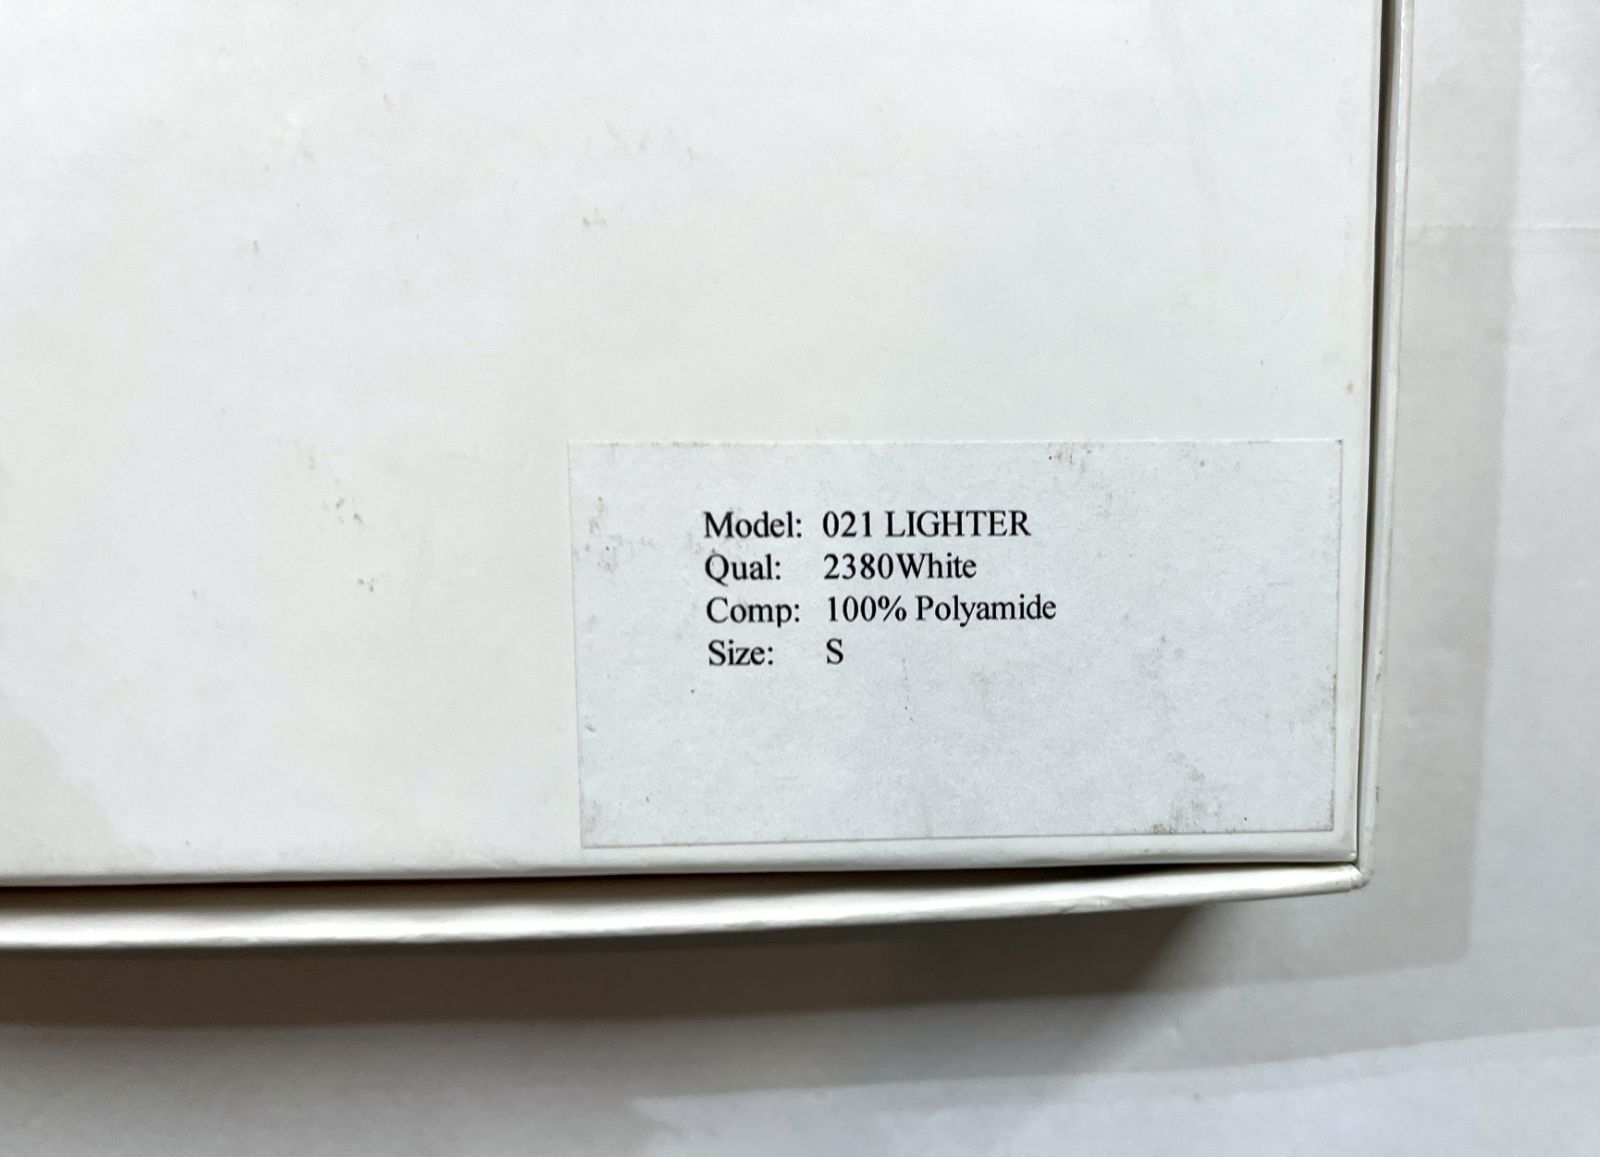 Model: 021 LIGHTER
Qual: 2380White
Comp: 100% Polyamide
Size: S